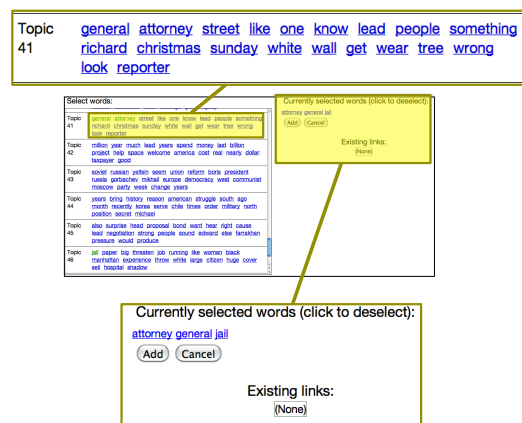 Topic 41 general attorney street like one know lead people something
richard christmas sunday white wall get wear tree wrong
look reporter
Select words:
Topic 41 general attorney street like one know lead people something
richard christmas sunday white wall get wear tree wrong
look reporter
Topic 42 million year much lead years spend money last billion
project help space welcome america cost real nearly dollar
taxpayer good
Topic 43 soviet russian yeltsin seem union reform boris president
russia gorbachev mikhail europe democracy west communist
moscow party week change years
Topic 44 years bring history reason american struggle south ago
month recently korea serve chile times order military north
position secret michael
Topic 45 also surprise head proposal bond want hear right cause
lead negotiation strong people sound edward else farrakhan
pressure would produce
Topic 46 jail paper big threaten job running like woman black
manhattan experience throw white large citizen huge cover
sell hospital shadow
Currently selected words (click to deselect):
attorney general jail
Add Cancel
Existing links:
(None)
Currently selected words (click to deselect):
attorney general jail
Add Cancel
Existing links:
(None)